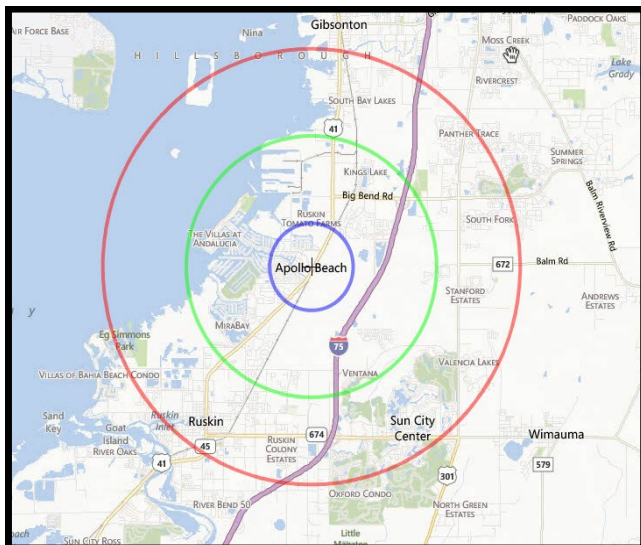 Gibsonton
PADDOCK OAKS
AIR FORCE BASE
Nina
MOSS CREEK
HILLSBOROUGH
Lake
Grady
RIVERCREST
SOUTH BAY LAKES
41
PANTHER TRACE
SUMMER
SPRINGS
KINGS LAKE
Big Bend Rd
Balm Riverview Rd
RUSKIN
TOMATO FARMS
SOUTH FORK
THE VILLAS AT
ANDALUCIA
Apollo Beach
672
Balm Rd
STANFORD
ESTATES
ANDREWS
ESTATES
y
MIRABAY
Eg Simmons
Park
75
VALENCIA LAKES
VILLAS OF BAHIA BEACH CONDO
VENTANA
Sand
Key
Ruskin
Inlet
Ruskin
Sun City
Center
Goat
Island
674
Wimauma
RIVER OAKS
45
RUSKIN
COLONY
ESTATES
41
579
301
OXFORD CONDO
RIVER BEND 50
NORTH GREEN
ESTATES
Little
SUN CITY ROSS